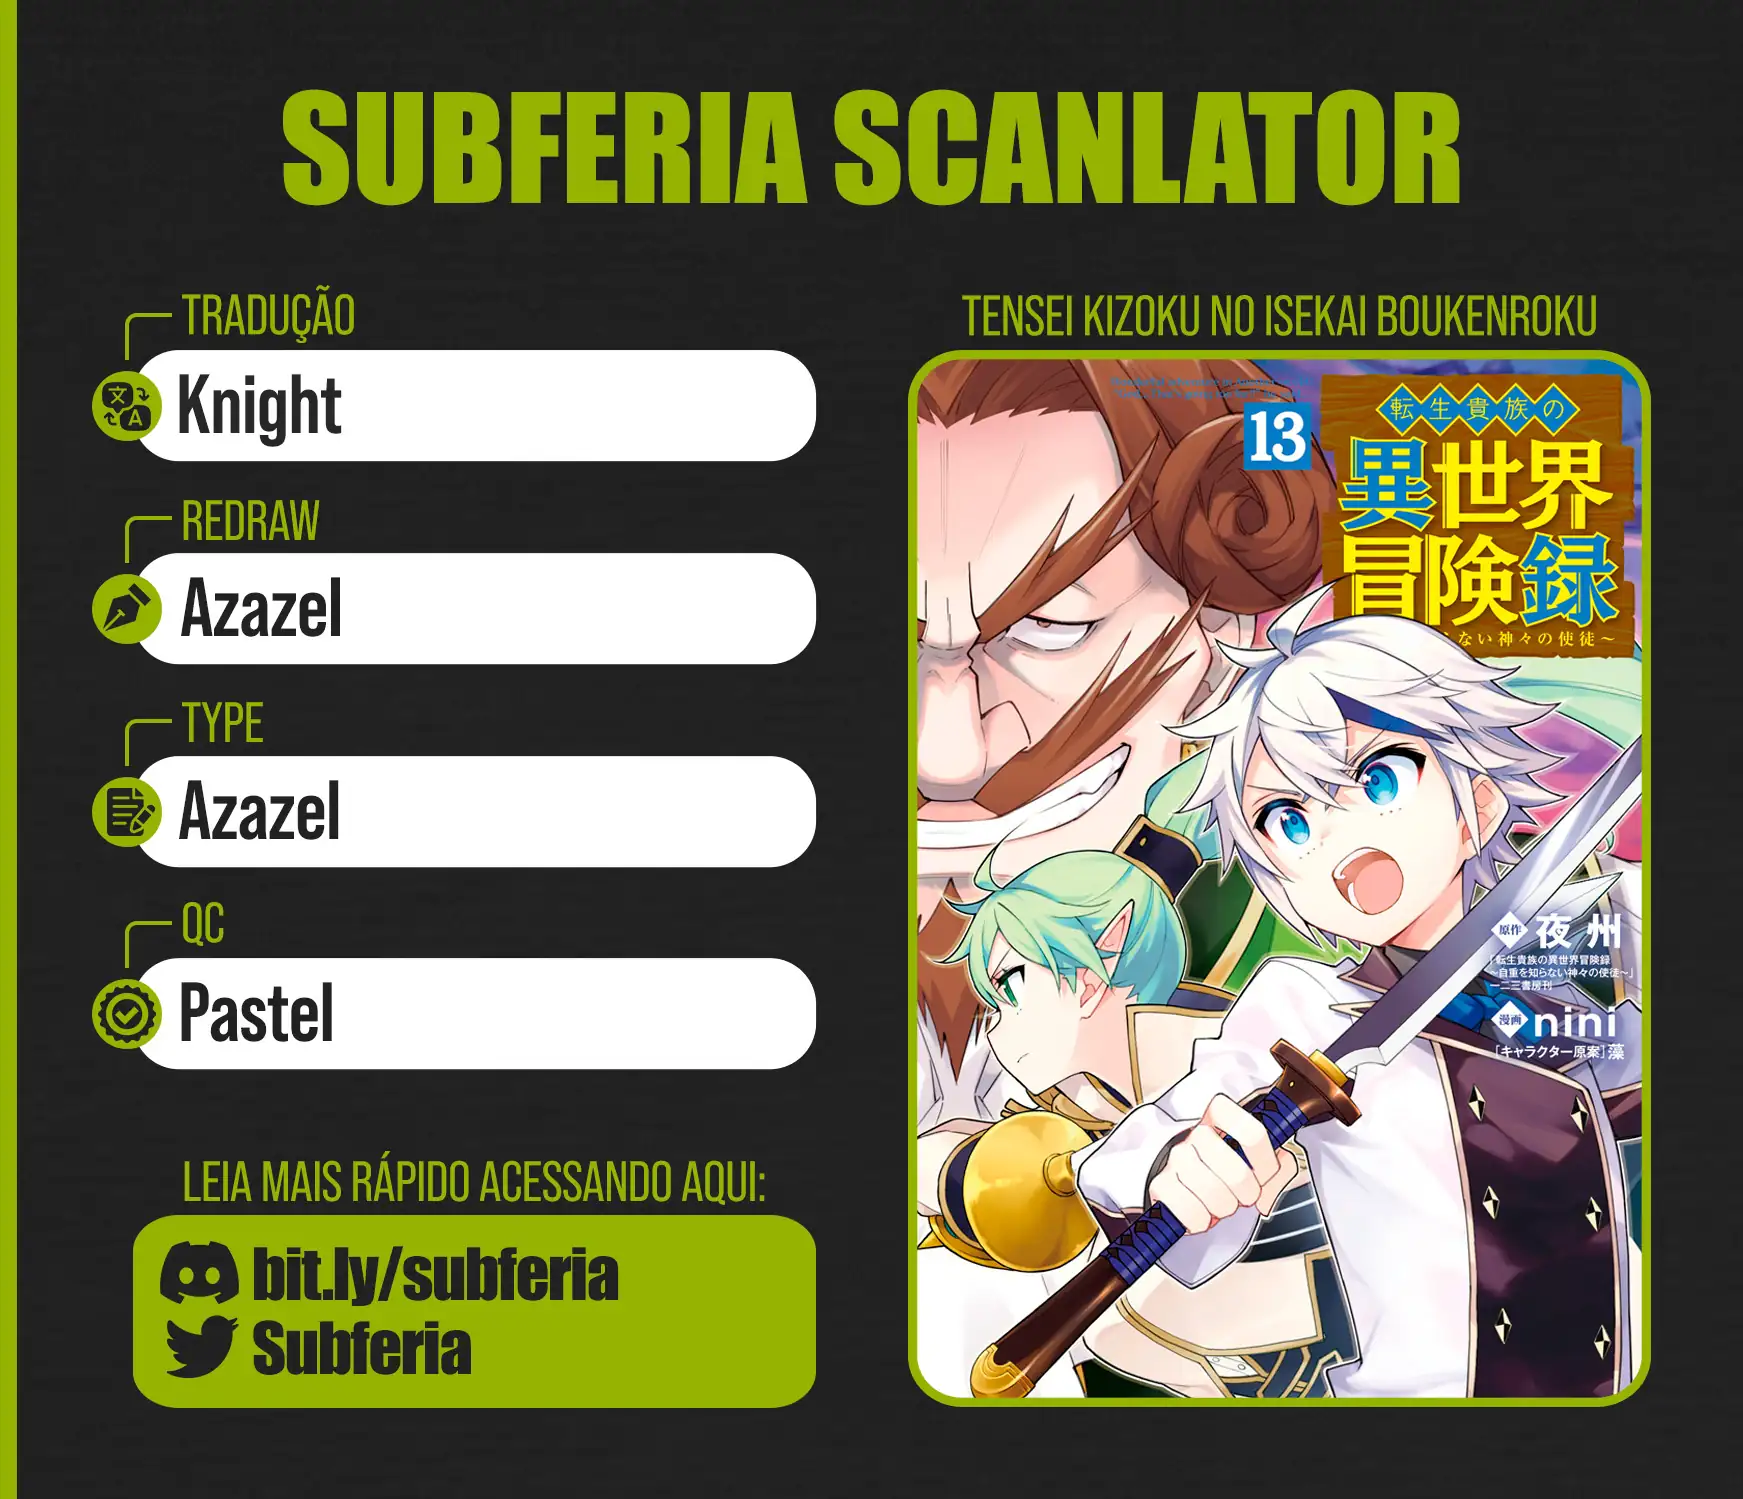 SUBFERIA SCANLATOR
TRADUÇÃO
Knight
REDRAW
Azazel
TYPE
Azazel
QC
Pastel
LEIA MAIS RÁPIDO ACESSANDO AQUI:
bit.ly/subferia
Subferia
TENSEI KIZOKU NO ISEKAI BOUKENROKU
13
転生貴族の
異世界
冒険録
ない神々の使徒～
原作 夜州
「転生貴族の異世界冒険録
～自重を知らない神々の使徒～」
一二三書房刊
漫画 nini
［キャラクター原案］藻